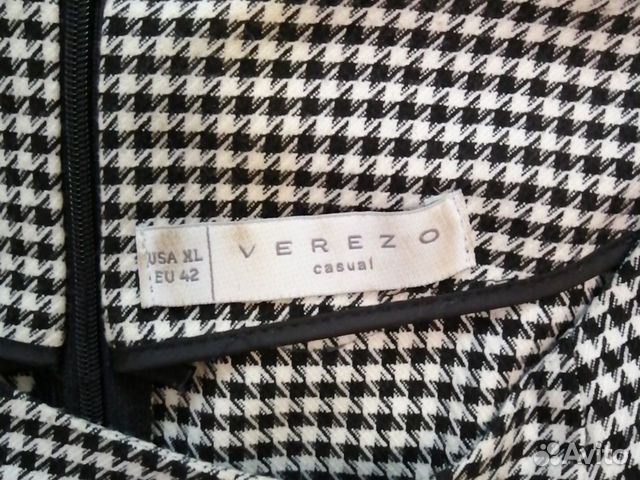 USA XL
EU 42
VEREZO
casual
Avito